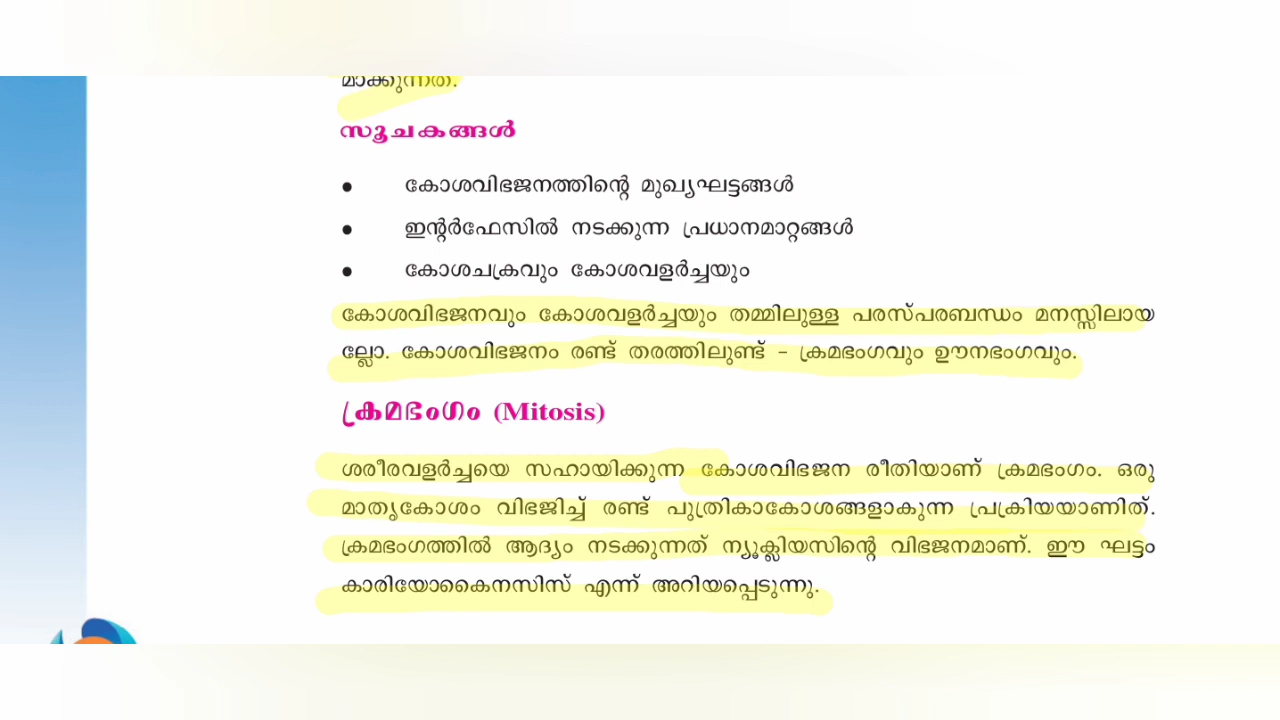 മാക്കുന്നത്.
സൂചകങ്ങൾ
• കോശവിഭജനത്തിന്റെ മുഖ്യഘട്ടങ്ങൾ
• ഇന്റർഫേസിൽ നടക്കുന്ന പ്രധാനമാറ്റങ്ങൾ
• കോശചക്രവും കോശവളർച്ചയും
കോശവിഭജനവും കോശവളർച്ചയും തമ്മിലുള്ള പരസ്പരബന്ധം മനസ്സിലായ
ല്ലോ. കോശവിഭജനം രണ്ട് തരത്തിലുണ്ട് - ക്രമഭംഗവും ഊനഭംഗവും.
ക്രമഭംഗം (Mitosis)
ശരീരവളർച്ചയെ സഹായിക്കുന്ന കോശവിഭജന രീതിയാണ് ക്രമഭംഗം. ഒരു
മാതൃകോശം വിഭജിച്ച് രണ്ട് പുത്രികാകോശങ്ങളാകുന്ന പ്രക്രിയയാണിത്.
ക്രമഭംഗത്തിൽ ആദ്യം നടക്കുന്നത് ന്യൂക്ലിയസിന്റെ വിഭജനമാണ്. ഈ ഘട്ടം
കാരിയോകൈനസിസ് എന്ന് അറിയപ്പെടുന്നു.